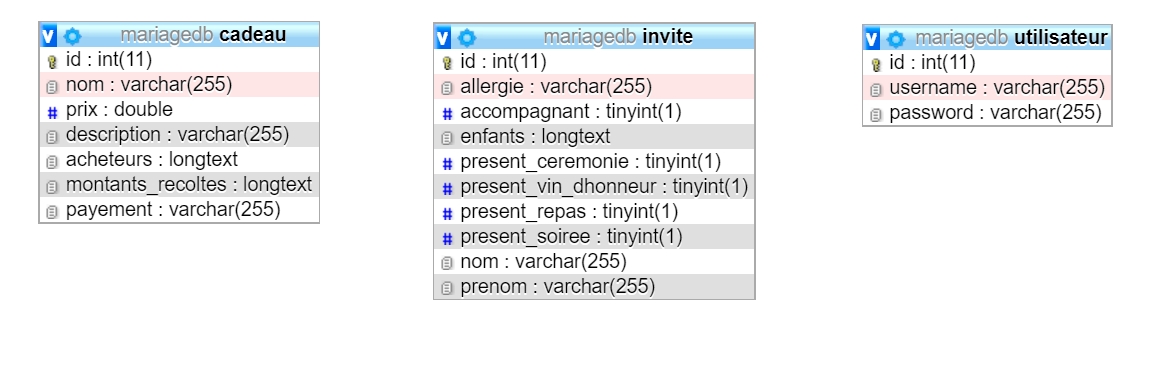 v mariagedb cadeau
id : int(11)
nom : varchar(255)
# prix : double
description : varchar(255)
acheteurs : longtext
montants_recoltes : longtext
payement : varchar(255)
v mariagedb invite
id : int(11)
allergie : varchar(255)
# accompagnant : tinyint(1)
enfants : longtext
# present_ceremonie : tinyint(1)
# present_vin_dhonneur : tinyint(1)
# present_repas : tinyint(1)
# present_soiree : tinyint(1)
nom : varchar(255)
prenom : varchar(255)
v mariagedb utilisateur
id : int(11)
username : varchar(255)
password : varchar(255)